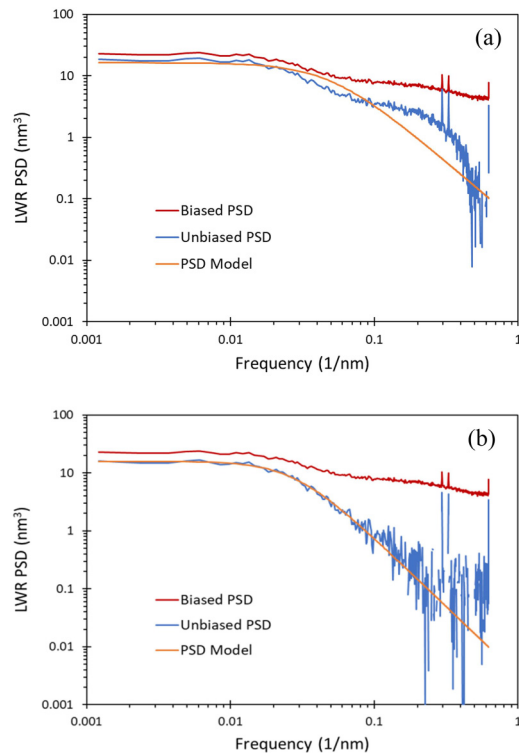 (a)
100
10
1
0.1
0.01
0.001
LWR PSD (nm³)
Biased PSD
Unbiased PSD
PSD Model
0.001 0.01 0.1 1
Frequency (1/nm)
(b)
100
10
1
0.1
0.01
0.001
LWR PSD (nm³)
Biased PSD
Unbiased PSD
PSD Model
0.001 0.01 0.1 1
Frequency (1/nm)